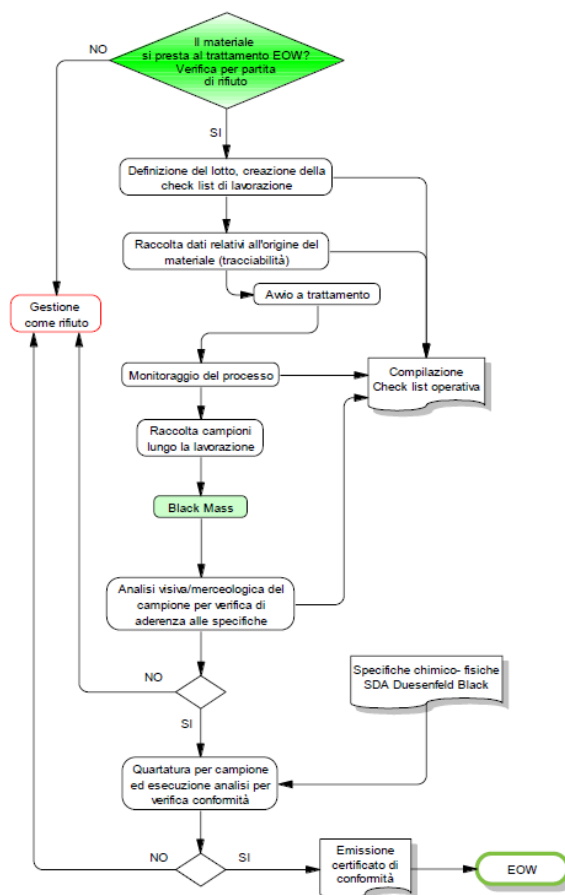 Il materiale
si presta al trattamento EOW?
Verifica per partita
di rifiuto
NO
SI
Definizione del lotto, creazione della
check list di lavorazione
Raccolta dati relativi all'origine del
materiale (tracciabilità)
Avvio a trattamento
Gestione
come rifiuto
Monitoraggio del processo
Compilazione
Check list operativa
Raccolta campioni
lungo la lavorazione
Black Mass
Analisi visiva/merceologica del
campione per verifica di
aderenza alle specifiche
NO
SI
Specifiche chimico- fisiche
SDA Duesenfeld Black
Quartatura per campione
ed esecuzione analisi per
verifica conformità
NO
SI
Emissione
certificato di
conformità
EOW